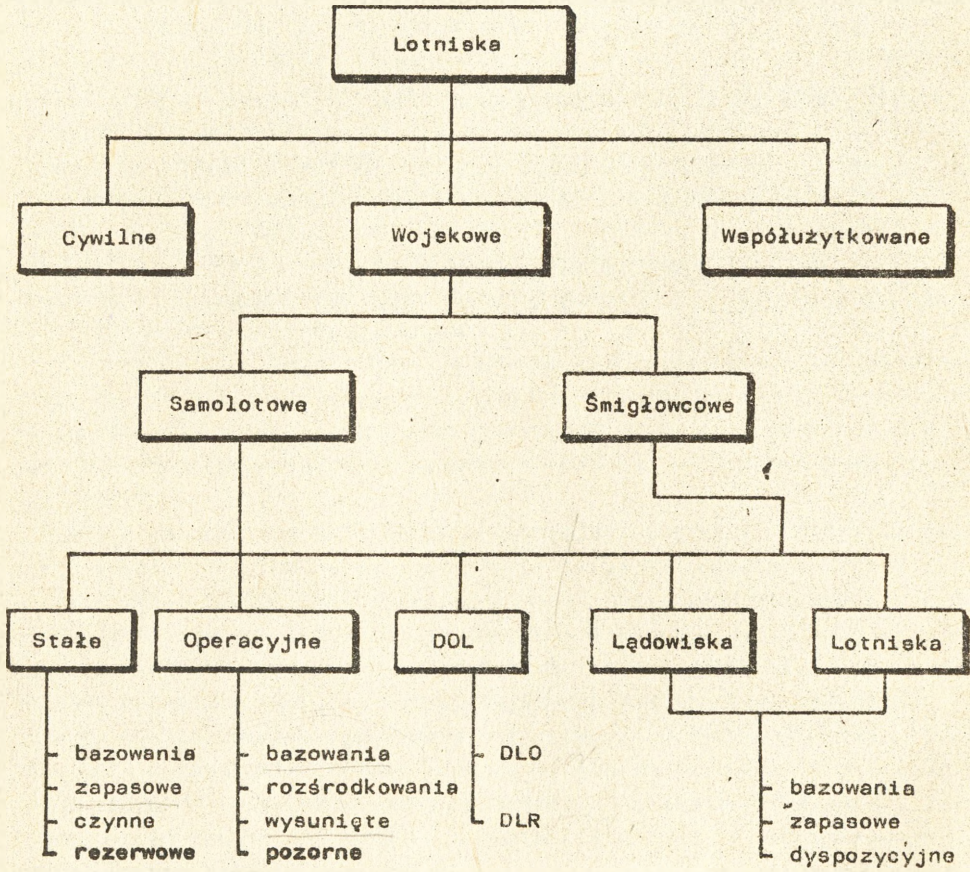 Lotniska
Cywilne Wojskowe Współużytkowane
Samolotowe Śmigłowcowe
Stałe Operacyjne DOL Lądowiska Lotniska
bazowania
zapasowe
czynne
rezerwowe
bazowania
rozśrodkowania
wysunięte
pozorne
DLO
DLR
bazowania
zapasowe
dyspozycyjne